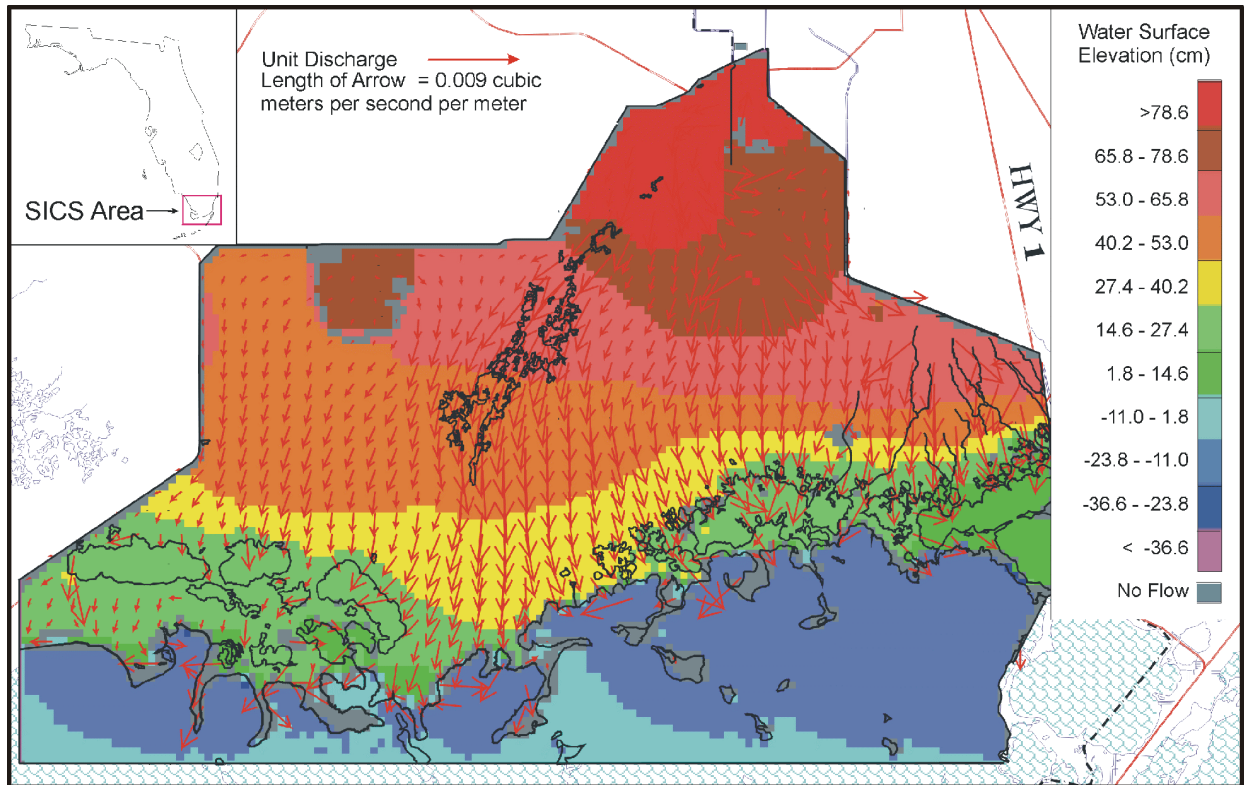 Unit Discharge
Length of Arrow = 0.009 cubic
meters per second per meter
SICS Area
HWY 1
Water Surface
Elevation (cm)
>78.6
65.8 - 78.6
53.0 - 65.8
40.2 - 53.0
27.4 - 40.2
14.6 - 27.4
1.8 - 14.6
-11.0 - 1.8
-23.8 - -11.0
-36.6 - -23.8
< -36.6
No Flow